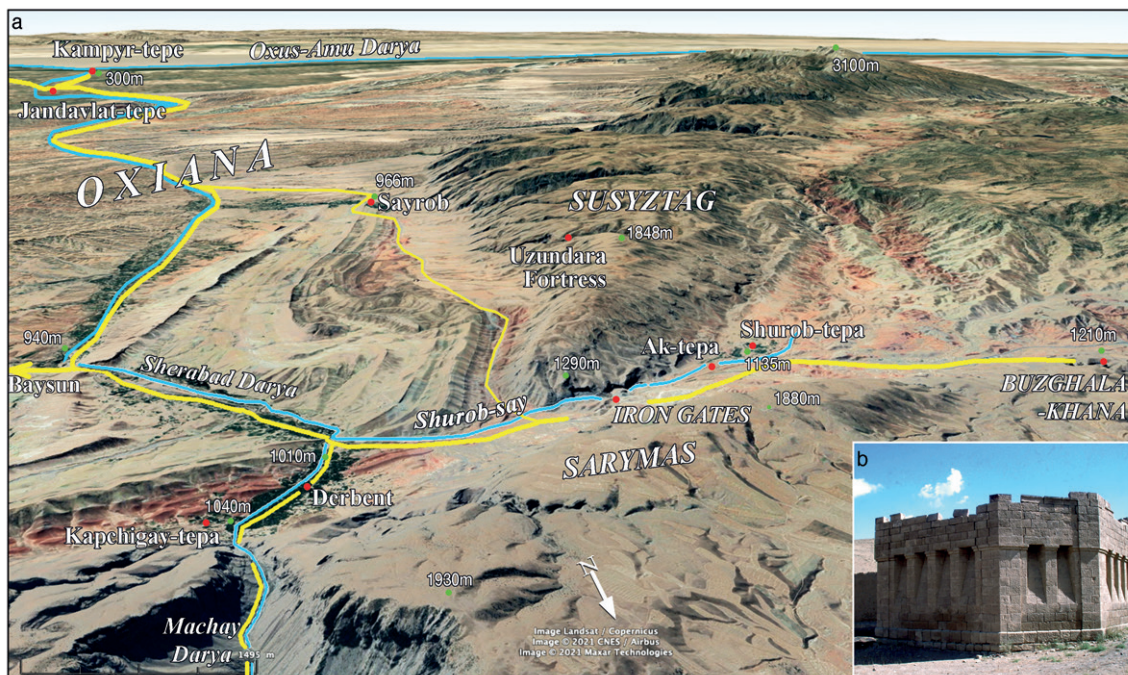 a
Kampyr-tepe
Oxus-Amu Darya
300m
3100m
Jandavlat-tepe
OXIANA
966m
Sayrob
SUSYZTAG
1848m
Uzundara
Fortress
940m
Baysun
Sherabad Darya
Shurob-say
1290m
Ak-tepa
Shurob-tepa
1135m
1210m
BUZGHALA
-KHANA
IRON GATES
1880m
SARYMAS
1010m
Derbent
1040m
Kapchigay-tepa
1930m
N
Machay
Darya
1495 m
Image Landsat / Copernicus
Image © 2021 CNES / Airbus
Image © 2021 Maxar Technologies
b